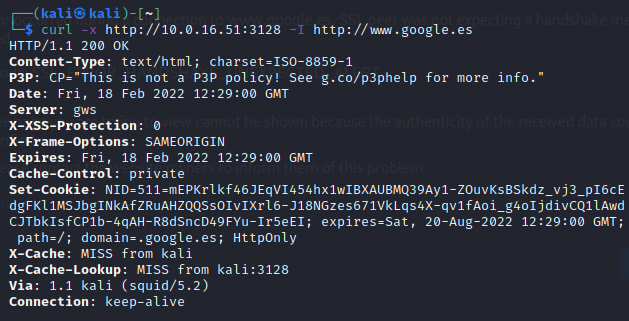 ┌──(kali㉿kali)-[~]
└─$ curl -x http://10.0.16.51:3128 -I http://www.google.es
HTTP/1.1 200 OK
Content-Type: text/html; charset=ISO-8859-1
P3P: CP="This is not a P3P policy! See g.co/p3phelp for more info."
Date: Fri, 18 Feb 2022 12:29:00 GMT
Server: gws
X-XSS-Protection: 0
X-Frame-Options: SAMEORIGIN
Expires: Fri, 18 Feb 2022 12:29:00 GMT
Cache-Control: private
Set-Cookie: NID=511=mEPKrlkf46JEqVI454hx1wIBXAUBMQ39Ay1-ZOuvKsBSkdz_vj3_pI6cE
dgFKl1MSJbgINkAfZRuAHZQQSsOIvIXrl6-J18NGzes671VkLqs4X-qv1fAoi_g4oIjdivCQ1lAwd
CJTbkIsfCP1b-4qAH-R8dSncD49FYu-Ir5eEI; expires=Sat, 20-Aug-2022 12:29:00 GMT;
path=/; domain=.google.es; HttpOnly
X-Cache: MISS from kali
X-Cache-Lookup: MISS from kali:3128
Via: 1.1 kali (squid/5.2)
Connection: keep-alive